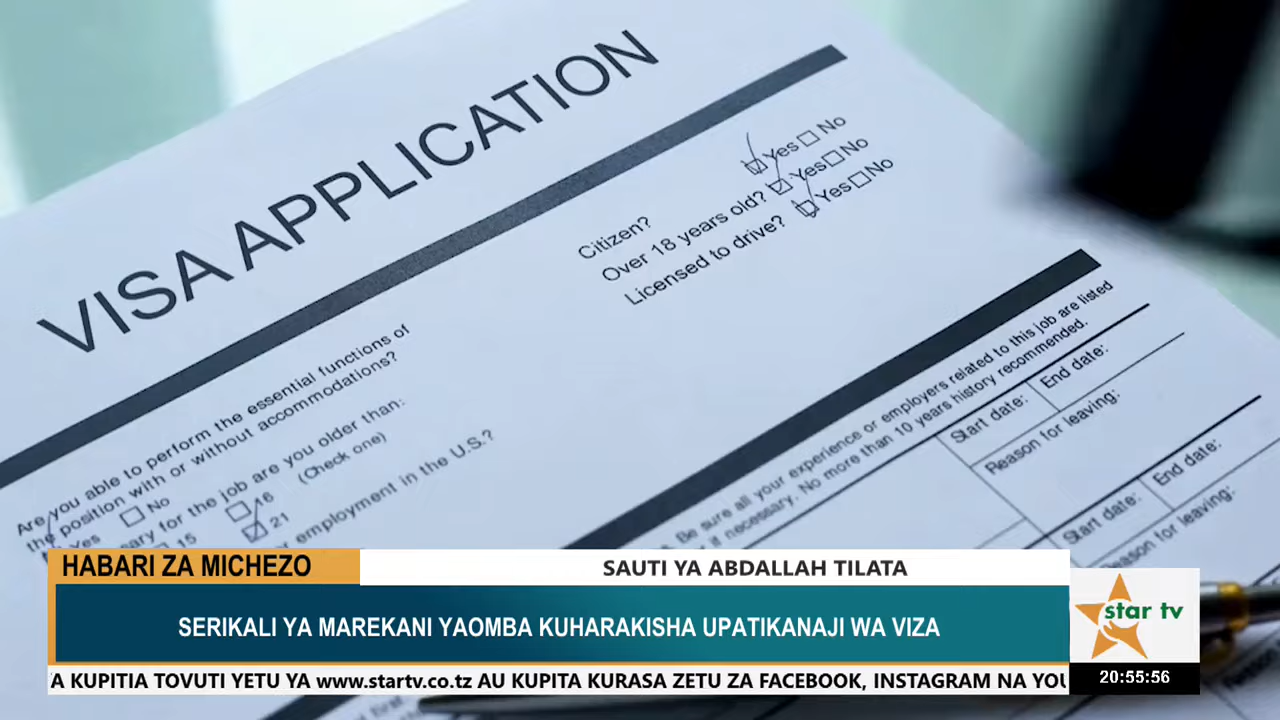 VISA APPLICATION
Citizen? Yes No
Over 18 years old? Yes No
Licensed to drive? Yes No
Are you able to perform the essential functions of
the position with or without accommodations?
Yes No
for the job are you older than:
15 16 (Check one)
21
employment in the U.S.?
Be sure all your experience or employers related to this job are listed
if necessary. No more than 10 years history recommended.
Start date: End date:
Reason for leaving:
Start date: End date:
Reason for leaving:
HABARI ZA MICHEZO
SAUTI YA ABDALLAH TILATA
SERIKALI YA MAREKANI YAOMBA KUHARAKISHA UPATIKANAJI WA VIZA
star tv
A KUPITIA TOVUTI YETU YA www.startv.co.tz AU KUPITA KURASA ZETU ZA FACEBOOK, INSTAGRAM NA YOU
20:55:56